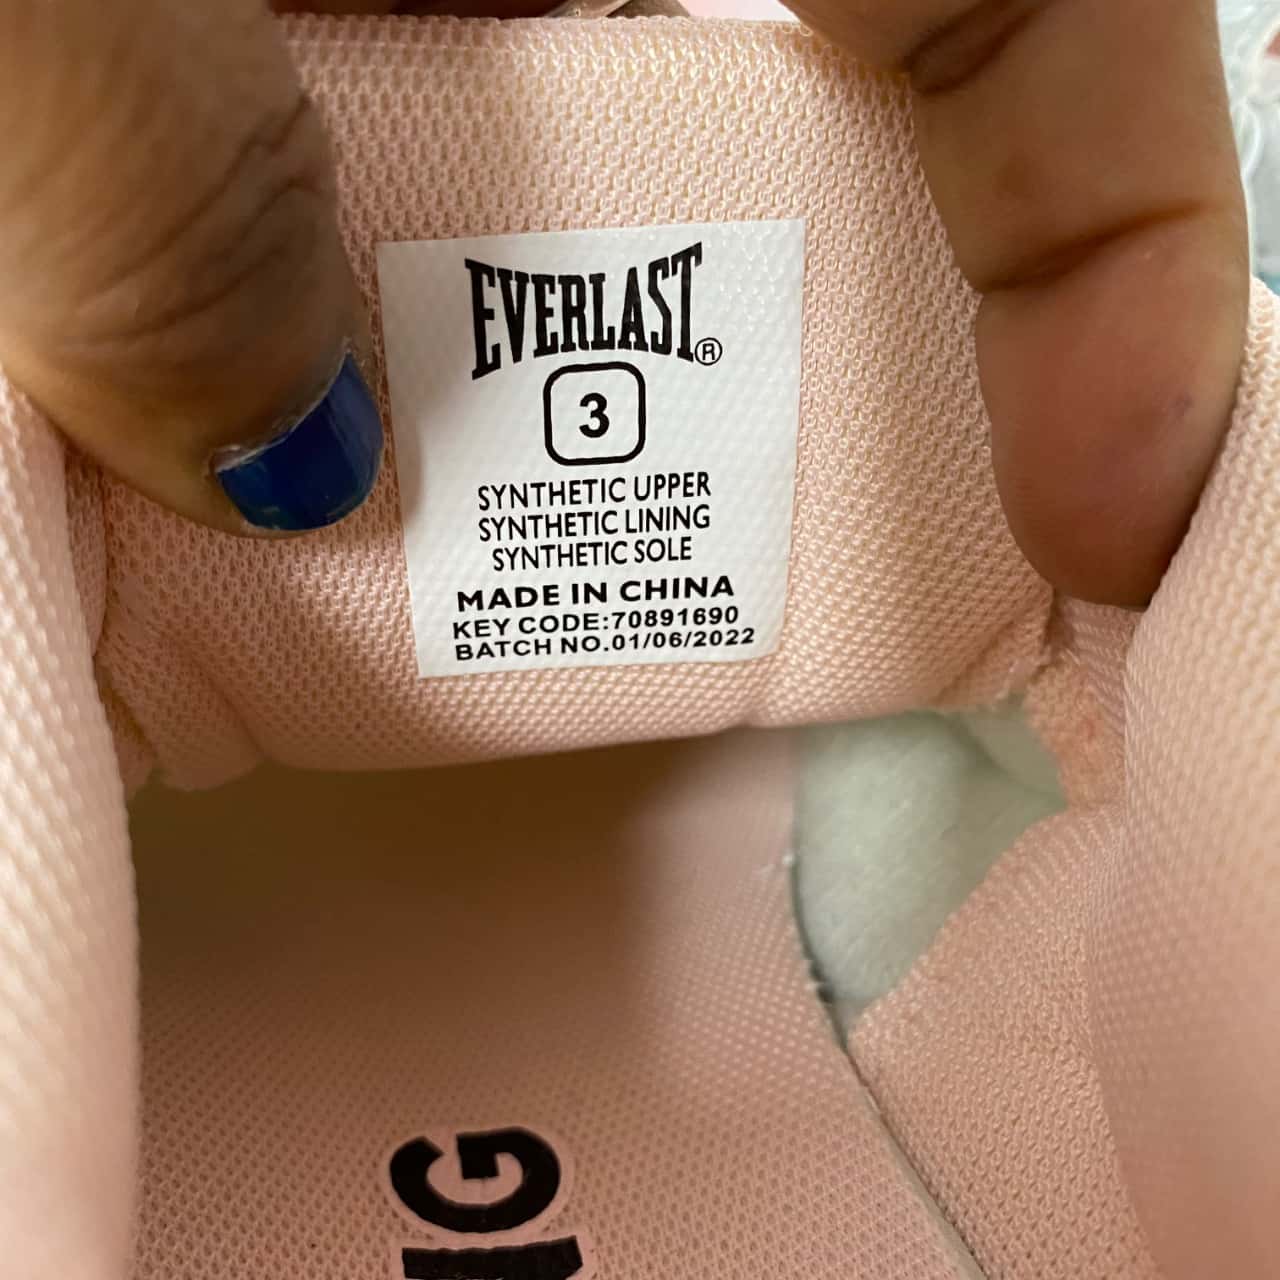 EVERLAST®
3
SYNTHETIC UPPER
SYNTHETIC LINING
SYNTHETIC SOLE
MADE IN CHINA
KEY CODE:70891690
BATCH NO.01/06/2022
G